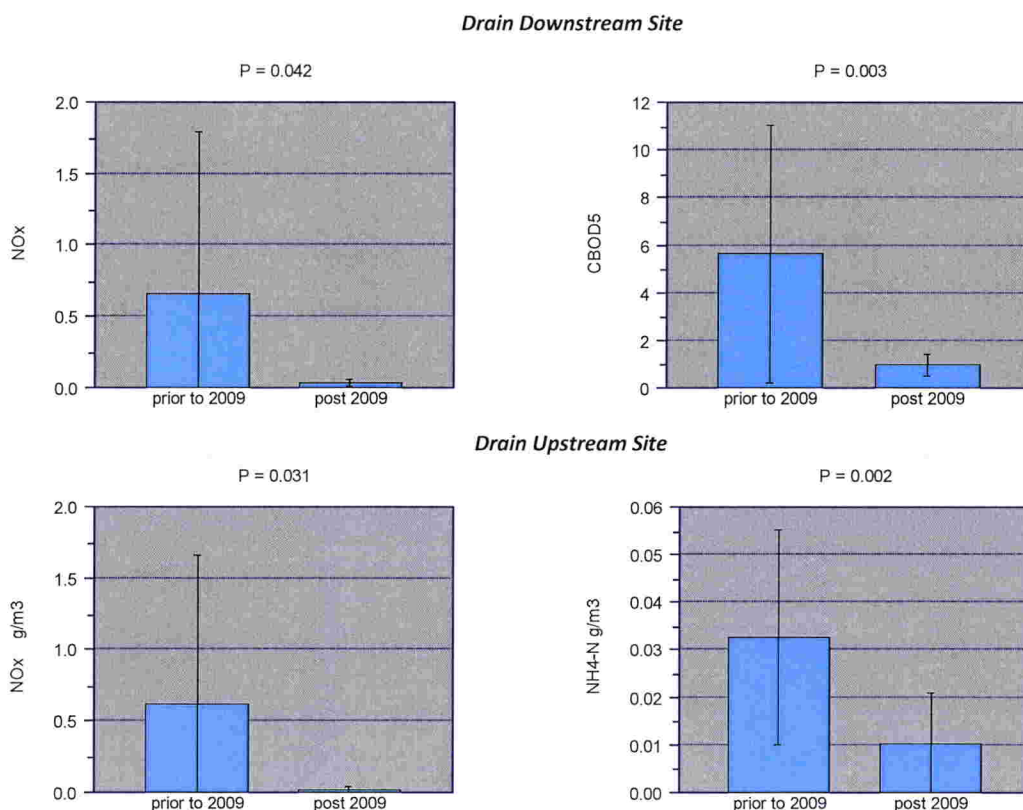 Drain Downstream Site
P = 0.042
2.0
1.5
1.0
0.5
0.0
NOx
prior to 2009 post 2009
P = 0.003
12
10
8
6
4
2
0
CBOD5
prior to 2009 post 2009
Drain Upstream Site
P = 0.031
2.0
1.5
1.0
0.5
0.0
NOx g/m3
prior to 2009 post 2009
P = 0.002
0.06
0.05
0.04
0.03
0.02
0.01
0.00
NH4-N g/m3
prior to 2009 post 2009